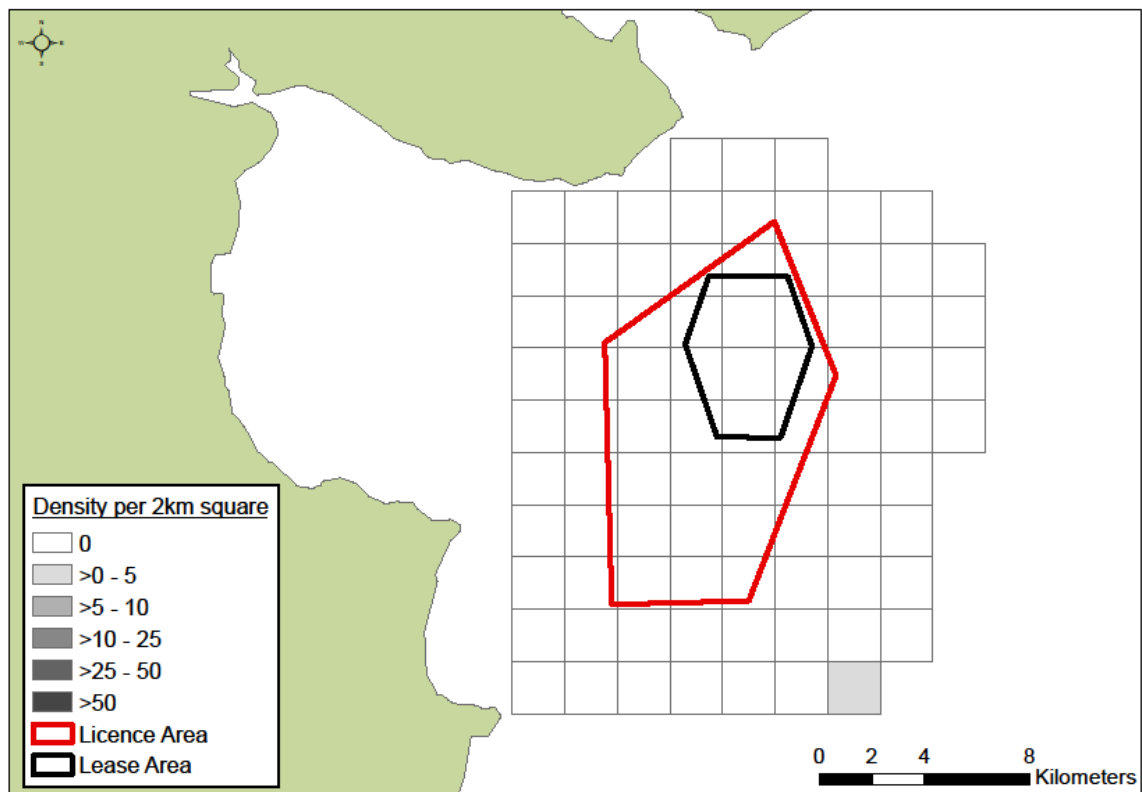 N
S
Density per 2km square
0
>0 - 5
>5 - 10
>10 - 25
>25 - 50
>50
Licence Area
Lease Area
0 2 4 8
Kilometers